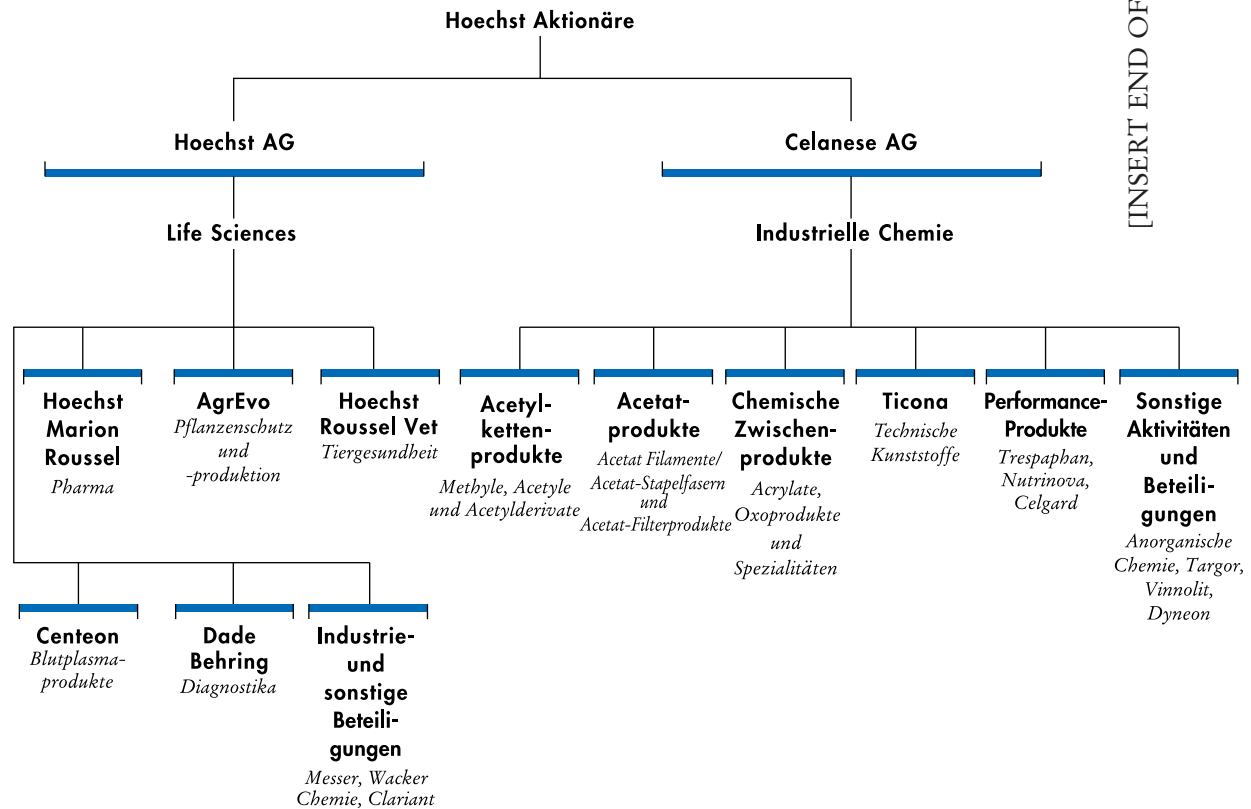 Hoechst Aktionäre
[INSERT END OF
Hoechst AG
Celanese AG
Life Sciences
Industrielle Chemie
Hoechst
Marion
Roussel
Pharma
AgrEvo
Pflanzenschutz
und
-produktion
Hoechst
Roussel Vet
Tiergesundheit
Acetyl-
ketten-
produkte
Methyle, Acetyle
und Acetylderivate
Acetat-
produkte
Acetat Filamente/
Acetat-Stapelfasern
und
Acetat-Filterprodukte
Chemische
Zwischen-
produkte
Acrylate,
Oxoprodukte
und
Spezialitäten
Ticona
Technische
Kunststoffe
Performance-
Produkte
Trespaphan,
Nutrinova,
Celgard
Sonstige
Aktivitäten
und
Beteili-
gungen
Anorganische
Chemie, Targor,
Vinnolit,
Dyneon
Centeon
Blutplasma-
produkte
Dade
Behring
Diagnostika
Industrie-
und
sonstige
Beteili-
gungen
Messer, Wacker
Chemie, Clariant